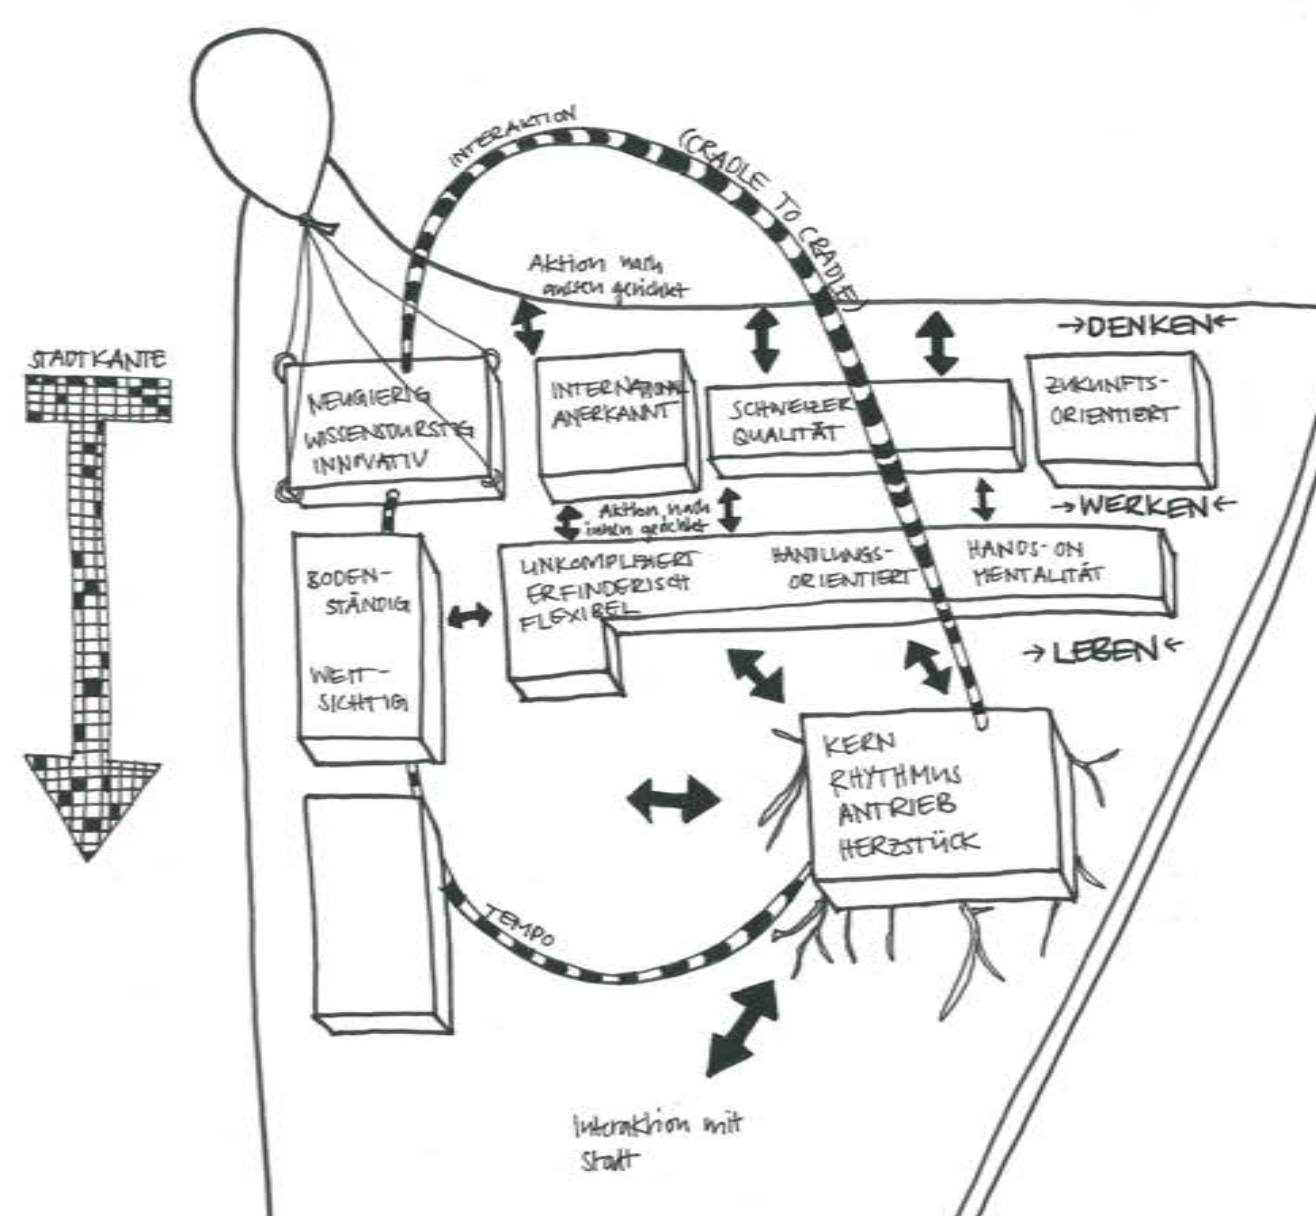 INTERAKTION
(CRADLE TO CRADLE)
Aktion nach
aussen gerichtet
→DENKEN←
STADTKANTE
NEUGIERIG
WISSENSDURSTIG
INNOVATIV
INTERNATIONAL
ANERKANNT
SCHWEIZER
QUALITÄT
ZUKUNFTS-
ORIENTIERT
→WERKEN←
Aktion nach
innen gerichtet
BODEN-
STÄNDIG
WEIT-
SICHTIG
UNKOMPLIZIERT
ERFINDERISCH
FLEXIBEL
HANDLUNGS-
ORIENTIERT
HANDS-ON
MENTALITÄT
→LEBEN←
KERN
RHYTHMUS
ANTRIEB
HERZSTÜCK
TEMPO
Interaktion mit
Stadt